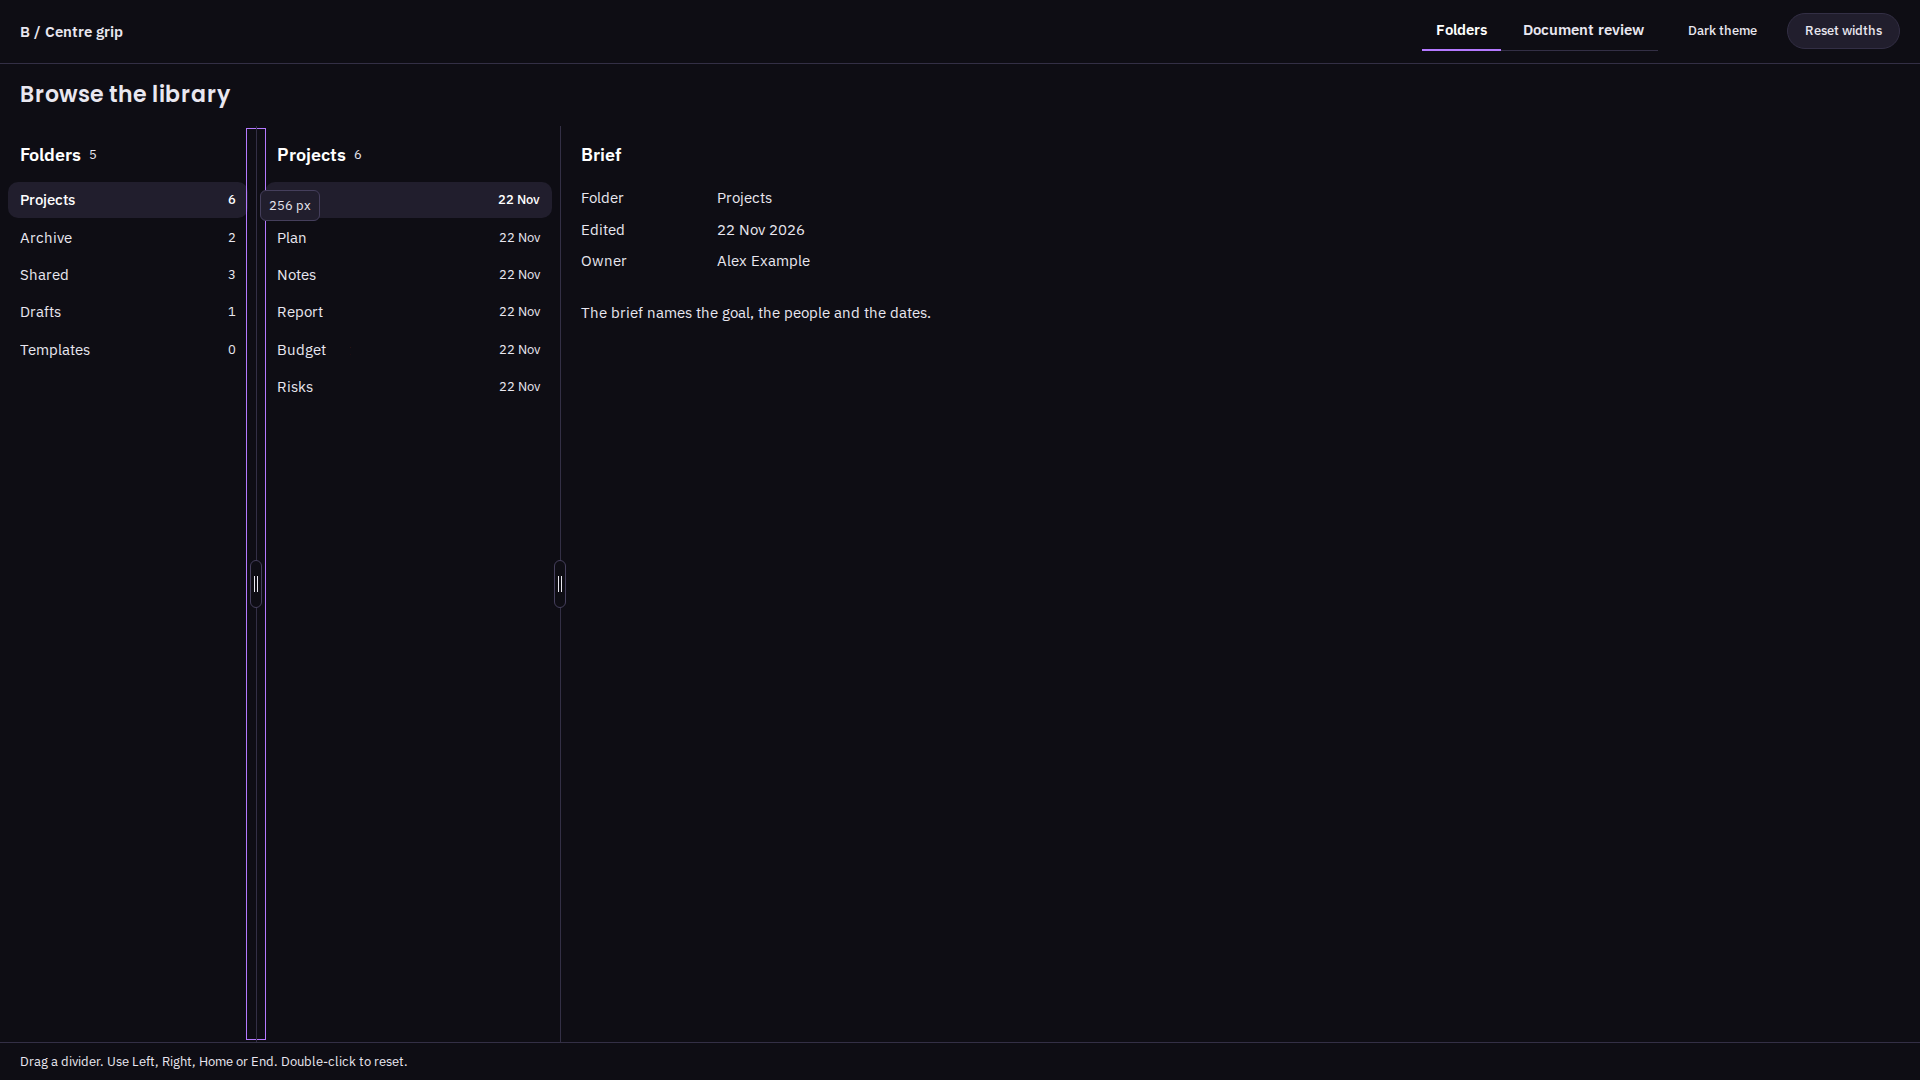 B / Centre grip
Folders
Document review
Dark theme
Reset widths
Browse the library
Folders 5
Projects 6
Archive 2
Shared 3
Drafts 1
Templates 0
Projects 6
256 px
22 Nov
Plan 22 Nov
Notes 22 Nov
Report 22 Nov
Budget 22 Nov
Risks 22 Nov
Brief
Folder Projects
Edited 22 Nov 2026
Owner Alex Example
The brief names the goal, the people and the dates.
Drag a divider. Use Left, Right, Home or End. Double-click to reset.